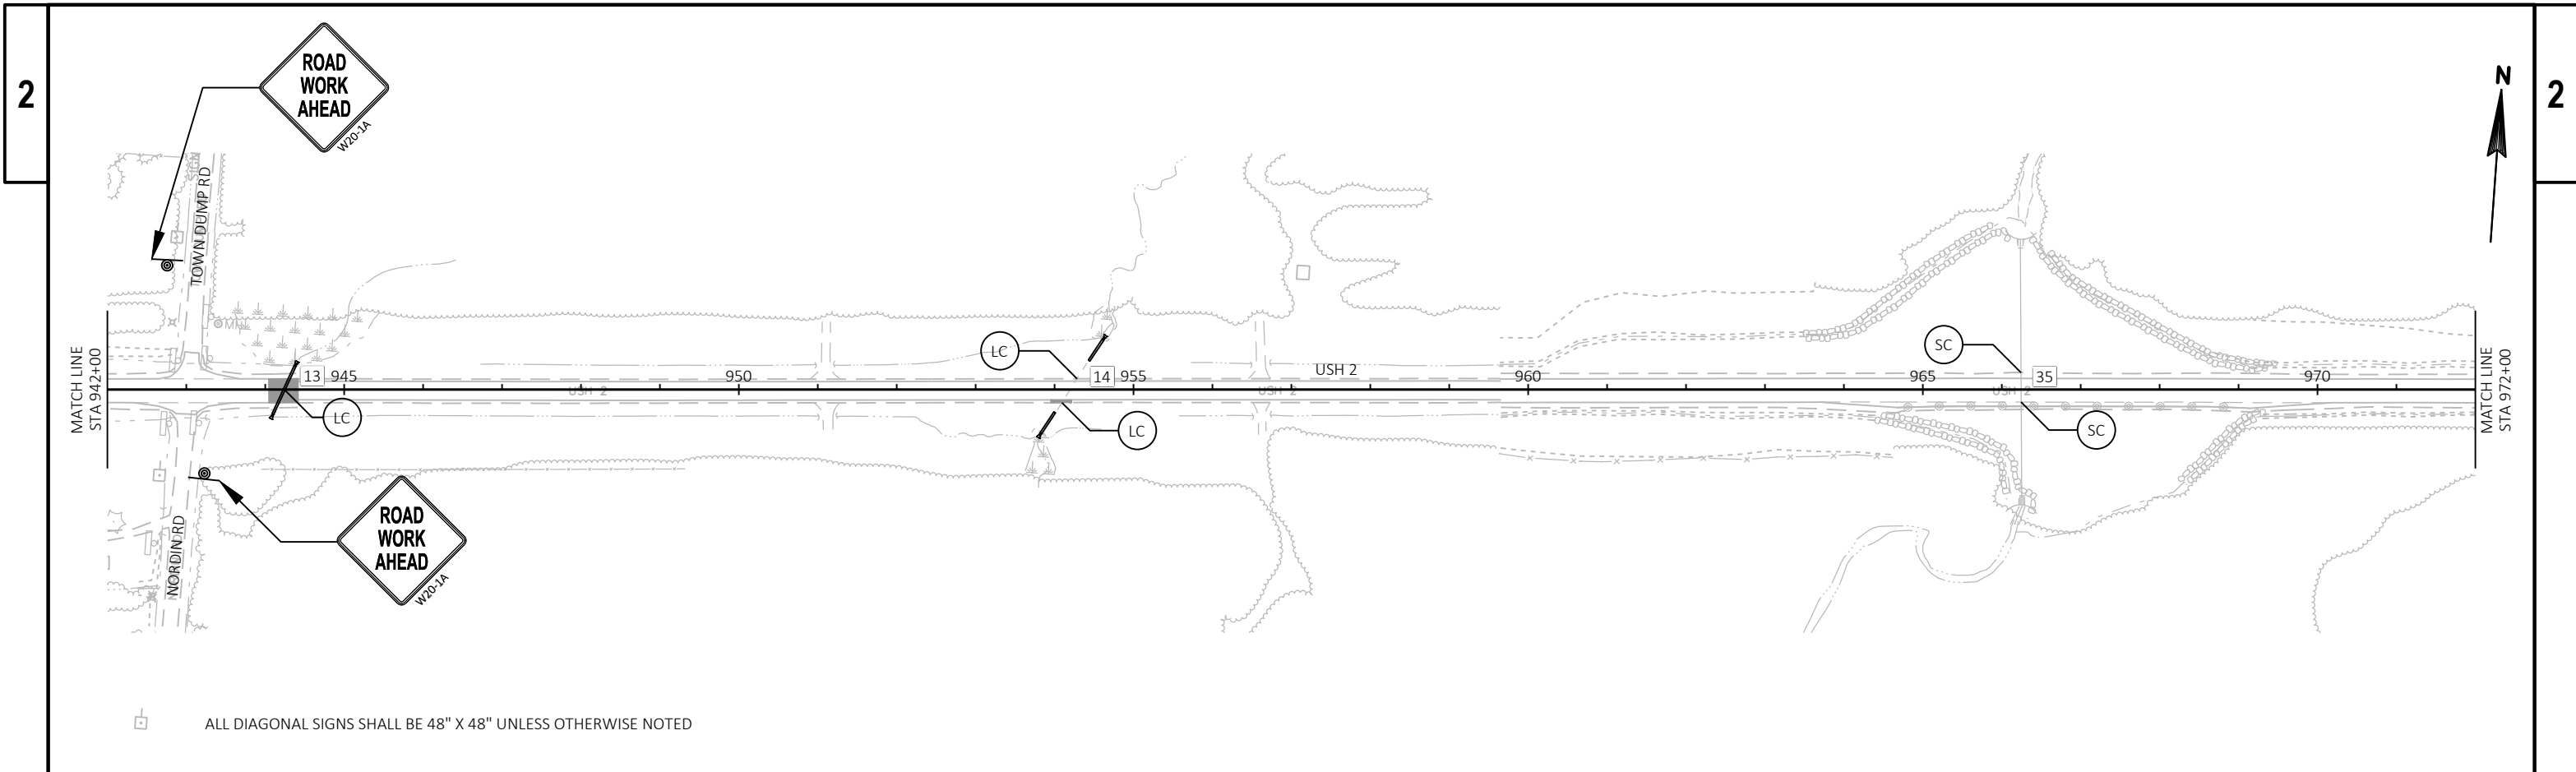 2
2
ROAD
WORK
AHEAD
W20-1A
N
TOWN DUMP RD
MATCH LINE
STA 942+00
13
945
LC
950
USH 2
LC
14
955
LC
USH 2
USH 2
960
SC
965
35
USH 2
SC
970
MATCH LINE
STA 972+00
NORDIN RD
ROAD
WORK
AHEAD
W20-1A
ALL DIAGONAL SIGNS SHALL BE 48" X 48" UNLESS OTHERWISE NOTED